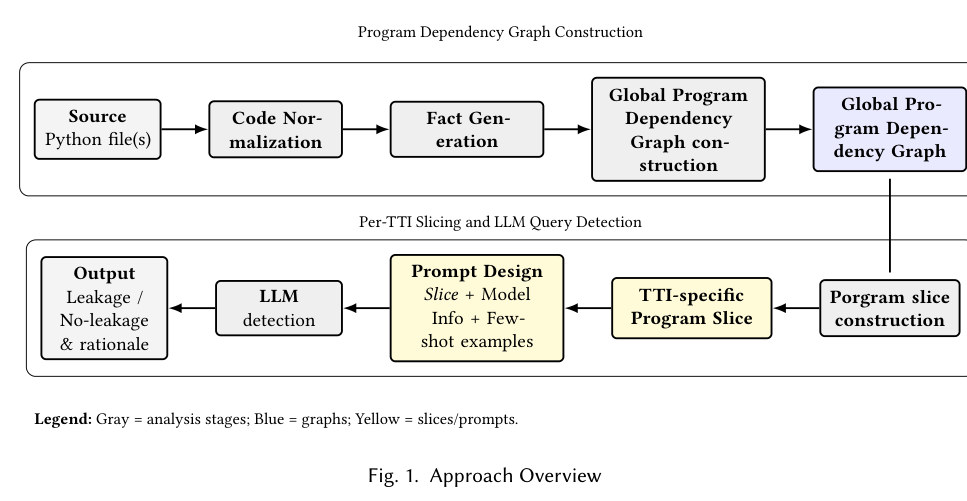 Program Dependency Graph Construction
Source
Python file(s)
Code Nor-
malization
Fact Gen-
eration
Global Program
Dependency
Graph con-
struction
Global Pro-
gram Depen-
dency Graph
Per-TTI Slicing and LLM Query Detection
Output
Leakage /
No-leakage
& rationale
LLM
detection
Prompt Design
Slice + Model
Info + Few-
shot examples
TTI-specific
Program Slice
Porgram slice
construction
Legend: Gray = analysis stages; Blue = graphs; Yellow = slices/prompts.
Fig. 1. Approach Overview